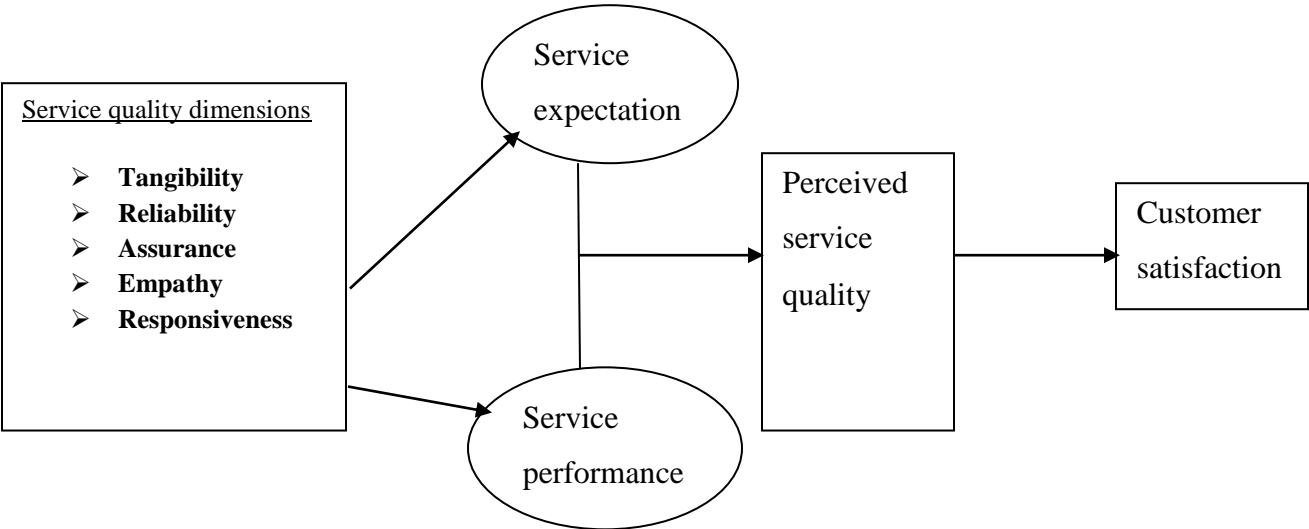 Service quality dimensions
➢ Tangibility
➢ Reliability
➢ Assurance
➢ Empathy
➢ Responsiveness
Service
expectation
Service
performance
Perceived
service
quality
Customer
satisfaction